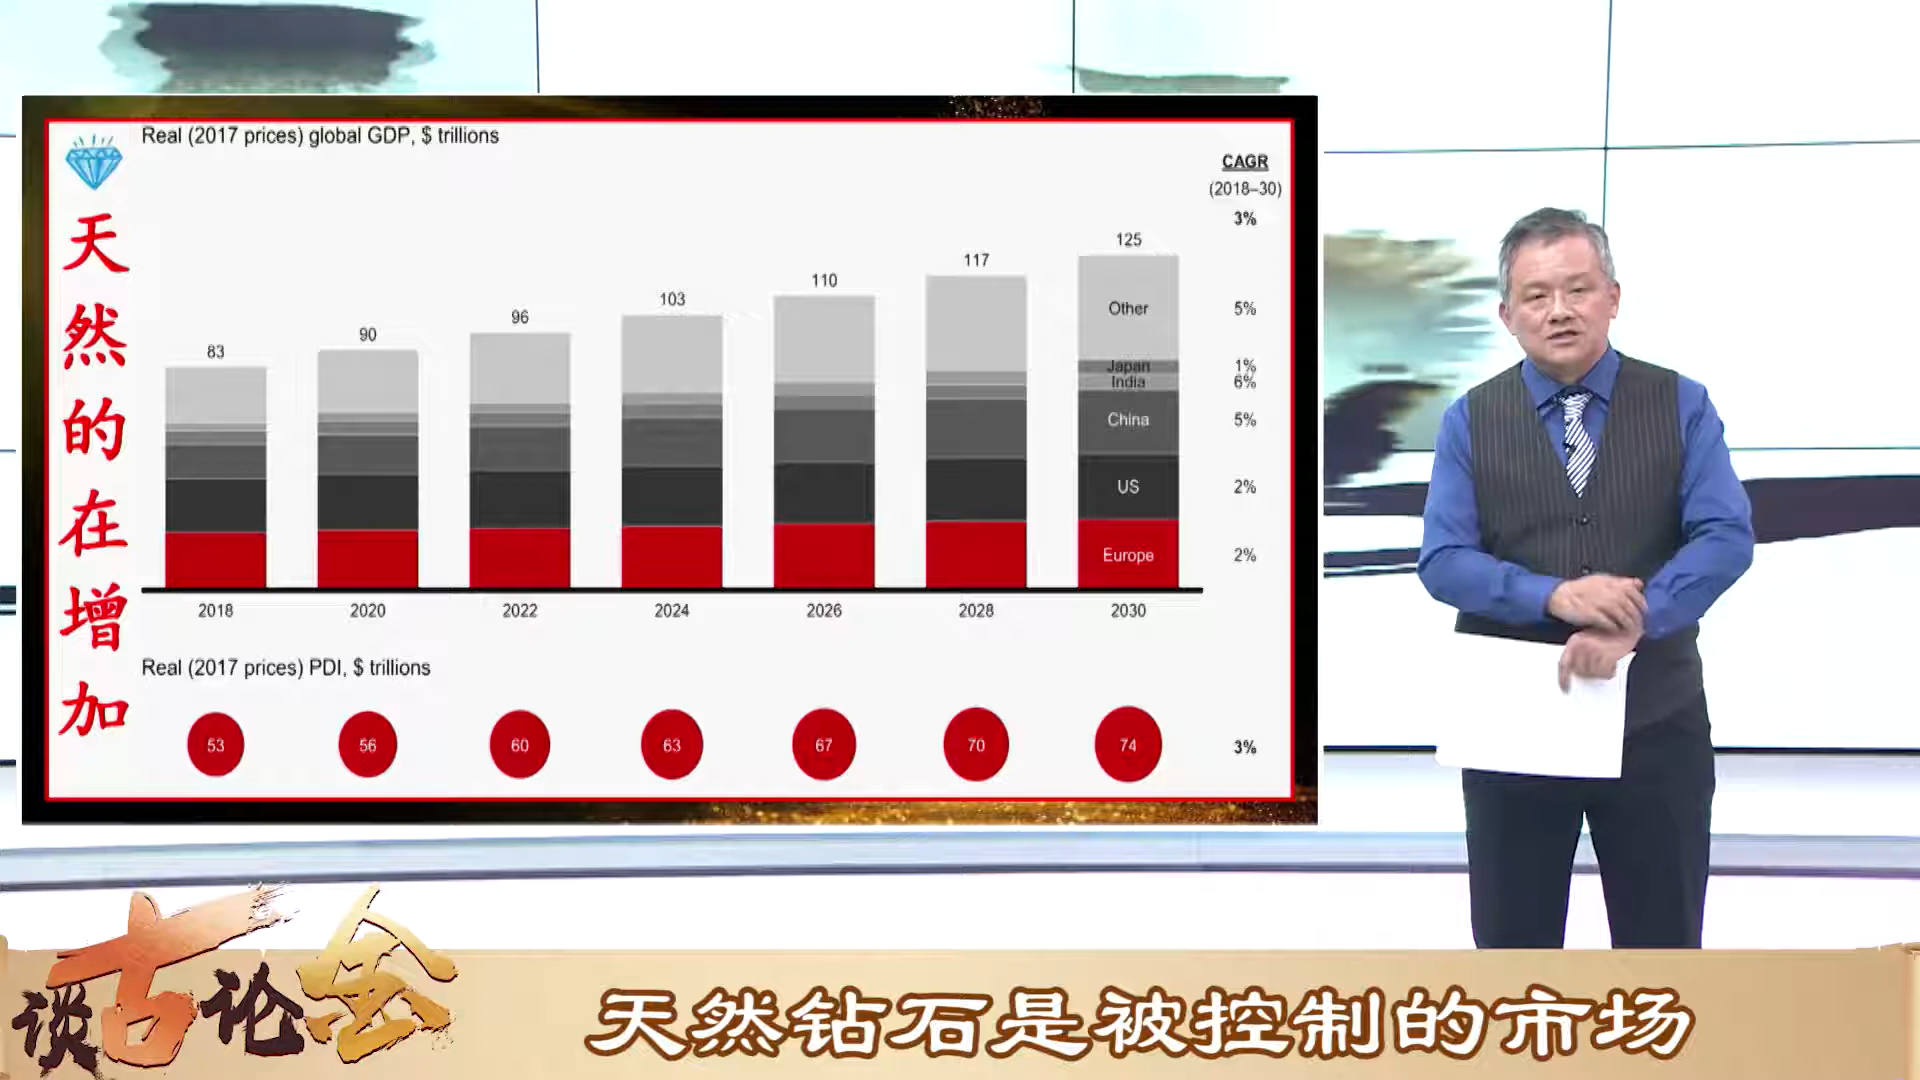 Real (2017 prices) global GDP, $ trillions
CAGR
(2018–30)
3%
天然的在增加
83
90
96
103
110
117
125
Other
5%
Japan
1%
India
6%
China
5%
US
2%
Europe
2%
2018
2020
2022
2024
2026
2028
2030
Real (2017 prices) PDI, $ trillions
53
56
60
63
67
70
74
3%
谈古论金
天然钻石是被控制的市场